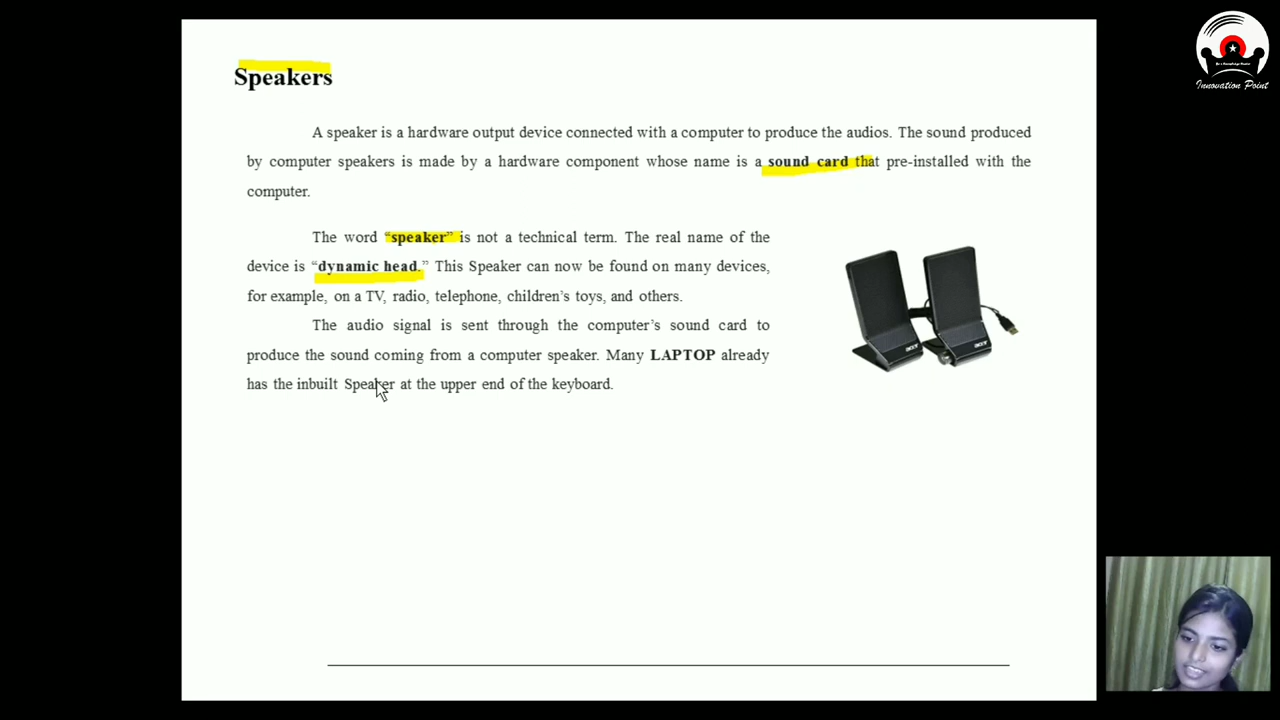 Speakers
A speaker is a hardware output device connected with a computer to produce the audios. The sound produced
by computer speakers is made by a hardware component whose name is a sound card that pre-installed with the
computer.
The word “speaker” is not a technical term. The real name of the
device is “dynamic head.” This Speaker can now be found on many devices,
for example, on a TV, radio, telephone, children’s toys, and others.
The audio signal is sent through the computer’s sound card to
produce the sound coming from a computer speaker. Many LAPTOP already
has the inbuilt Speaker at the upper end of the keyboard.
acer
acer
Innovation Point